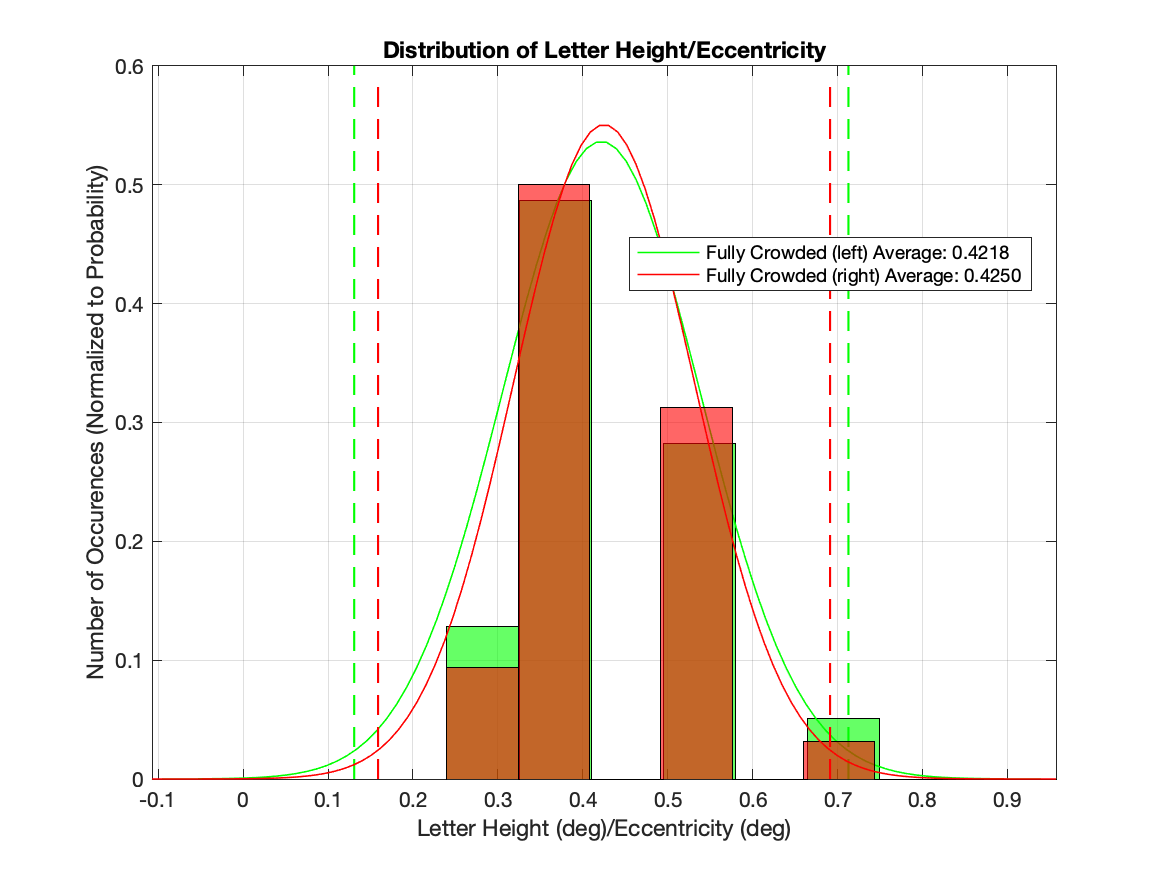 Distribution of Letter Height/Eccentricity
Number of Occurences (Normalized to Probability)
0.6
0.5
0.4
0.3
0.2
0.1
0
Fully Crowded (left) Average: 0.4218
Fully Crowded (right) Average: 0.4250
-0.1 0 0.1 0.2 0.3 0.4 0.5 0.6 0.7 0.8 0.9
Letter Height (deg)/Eccentricity (deg)